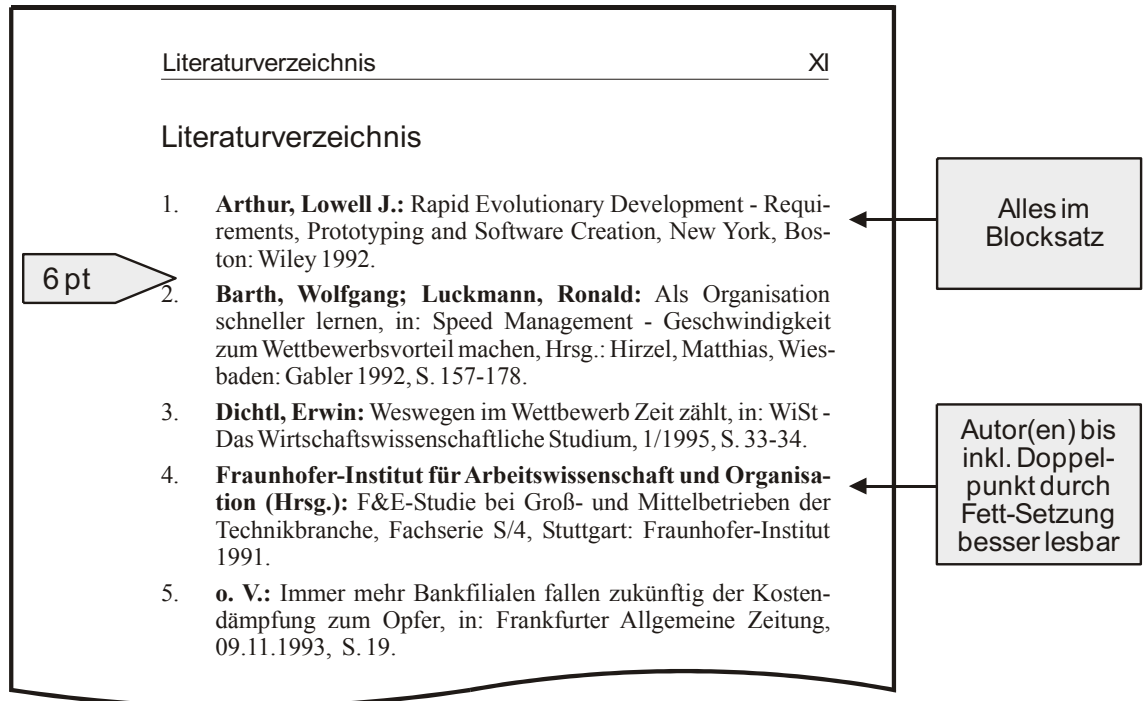 Literaturverzeichnis XI
Literaturverzeichnis
1. Arthur, Lowell J.: Rapid Evolutionary Development - Requi-
rements, Prototyping and Software Creation, New York, Bos-
ton: Wiley 1992.
2. Barth, Wolfgang; Luckmann, Ronald: Als Organisation
schneller lernen, in: Speed Management - Geschwindigkeit
zum Wettbewerbsvorteil machen, Hrsg.: Hirzel, Matthias, Wies-
baden: Gabler 1992, S. 157-178.
3. Dichtl, Erwin: Weswegen im Wettbewerb Zeit zählt, in: WiSt -
Das Wirtschaftswissenschaftliche Studium, 1/1995, S. 33-34.
4. Fraunhofer-Institut für Arbeitswissenschaft und Organisa-
tion (Hrsg.): F&E-Studie bei Groß- und Mittelbetrieben der
Technikbranche, Fachserie S/4, Stuttgart: Fraunhofer-Institut
1991.
5. o. V.: Immer mehr Bankfilialen fallen zukünftig der Kosten-
dämpfung zum Opfer, in: Frankfurter Allgemeine Zeitung,
09.11.1993, S. 19.
6 pt
Alles im
Blocksatz
Autor(en) bis
inkl. Doppel-
punkt durch
Fett-Setzung
besser lesbar